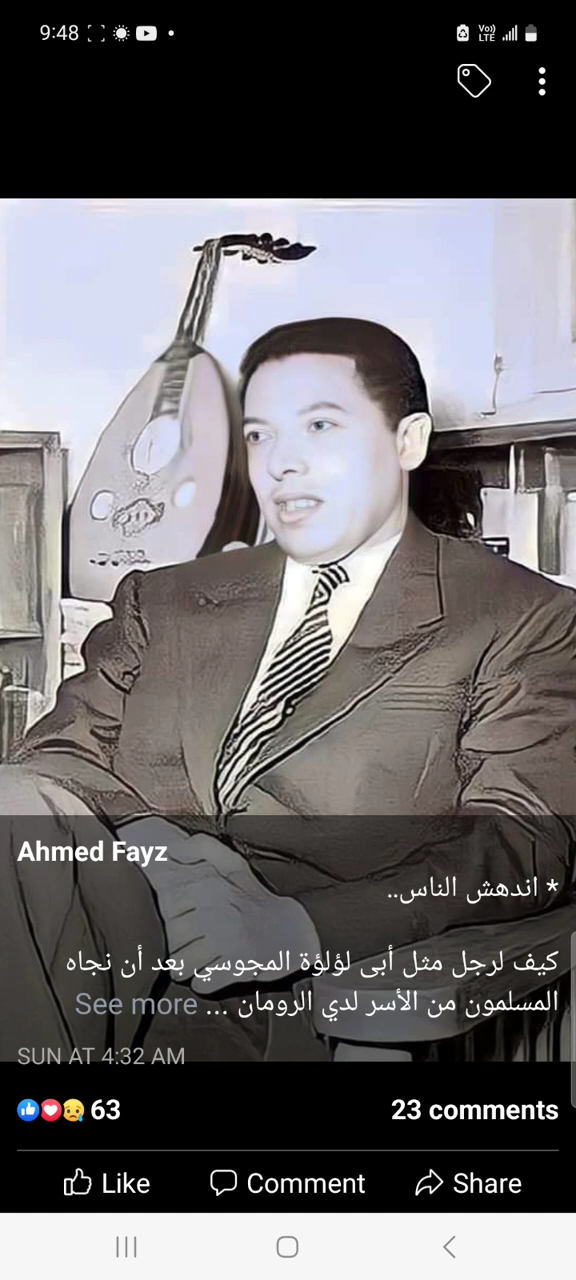 9:48
Vo))
LTE
Ahmed Fayz
* اندهش الناس..
كيف لرجل مثل أبى لؤلؤة المجوسي بعد أن نجاه
المسلمون من الأسر لدي الرومان ... See more
SUN AT 4:32 AM
63
23 comments
Like
Comment
Share